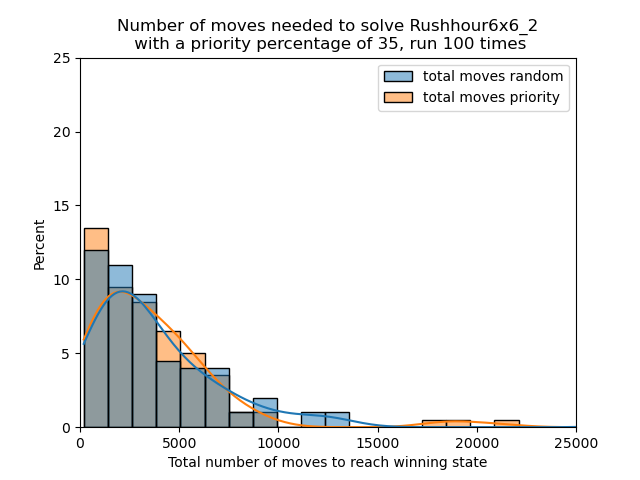 Number of moves needed to solve Rushhour6x6_2
with a priority percentage of 35, run 100 times
total moves random
total moves priority
Percent
25
20
15
10
5
0
0 5000 10000 15000 20000 25000
Total number of moves to reach winning state